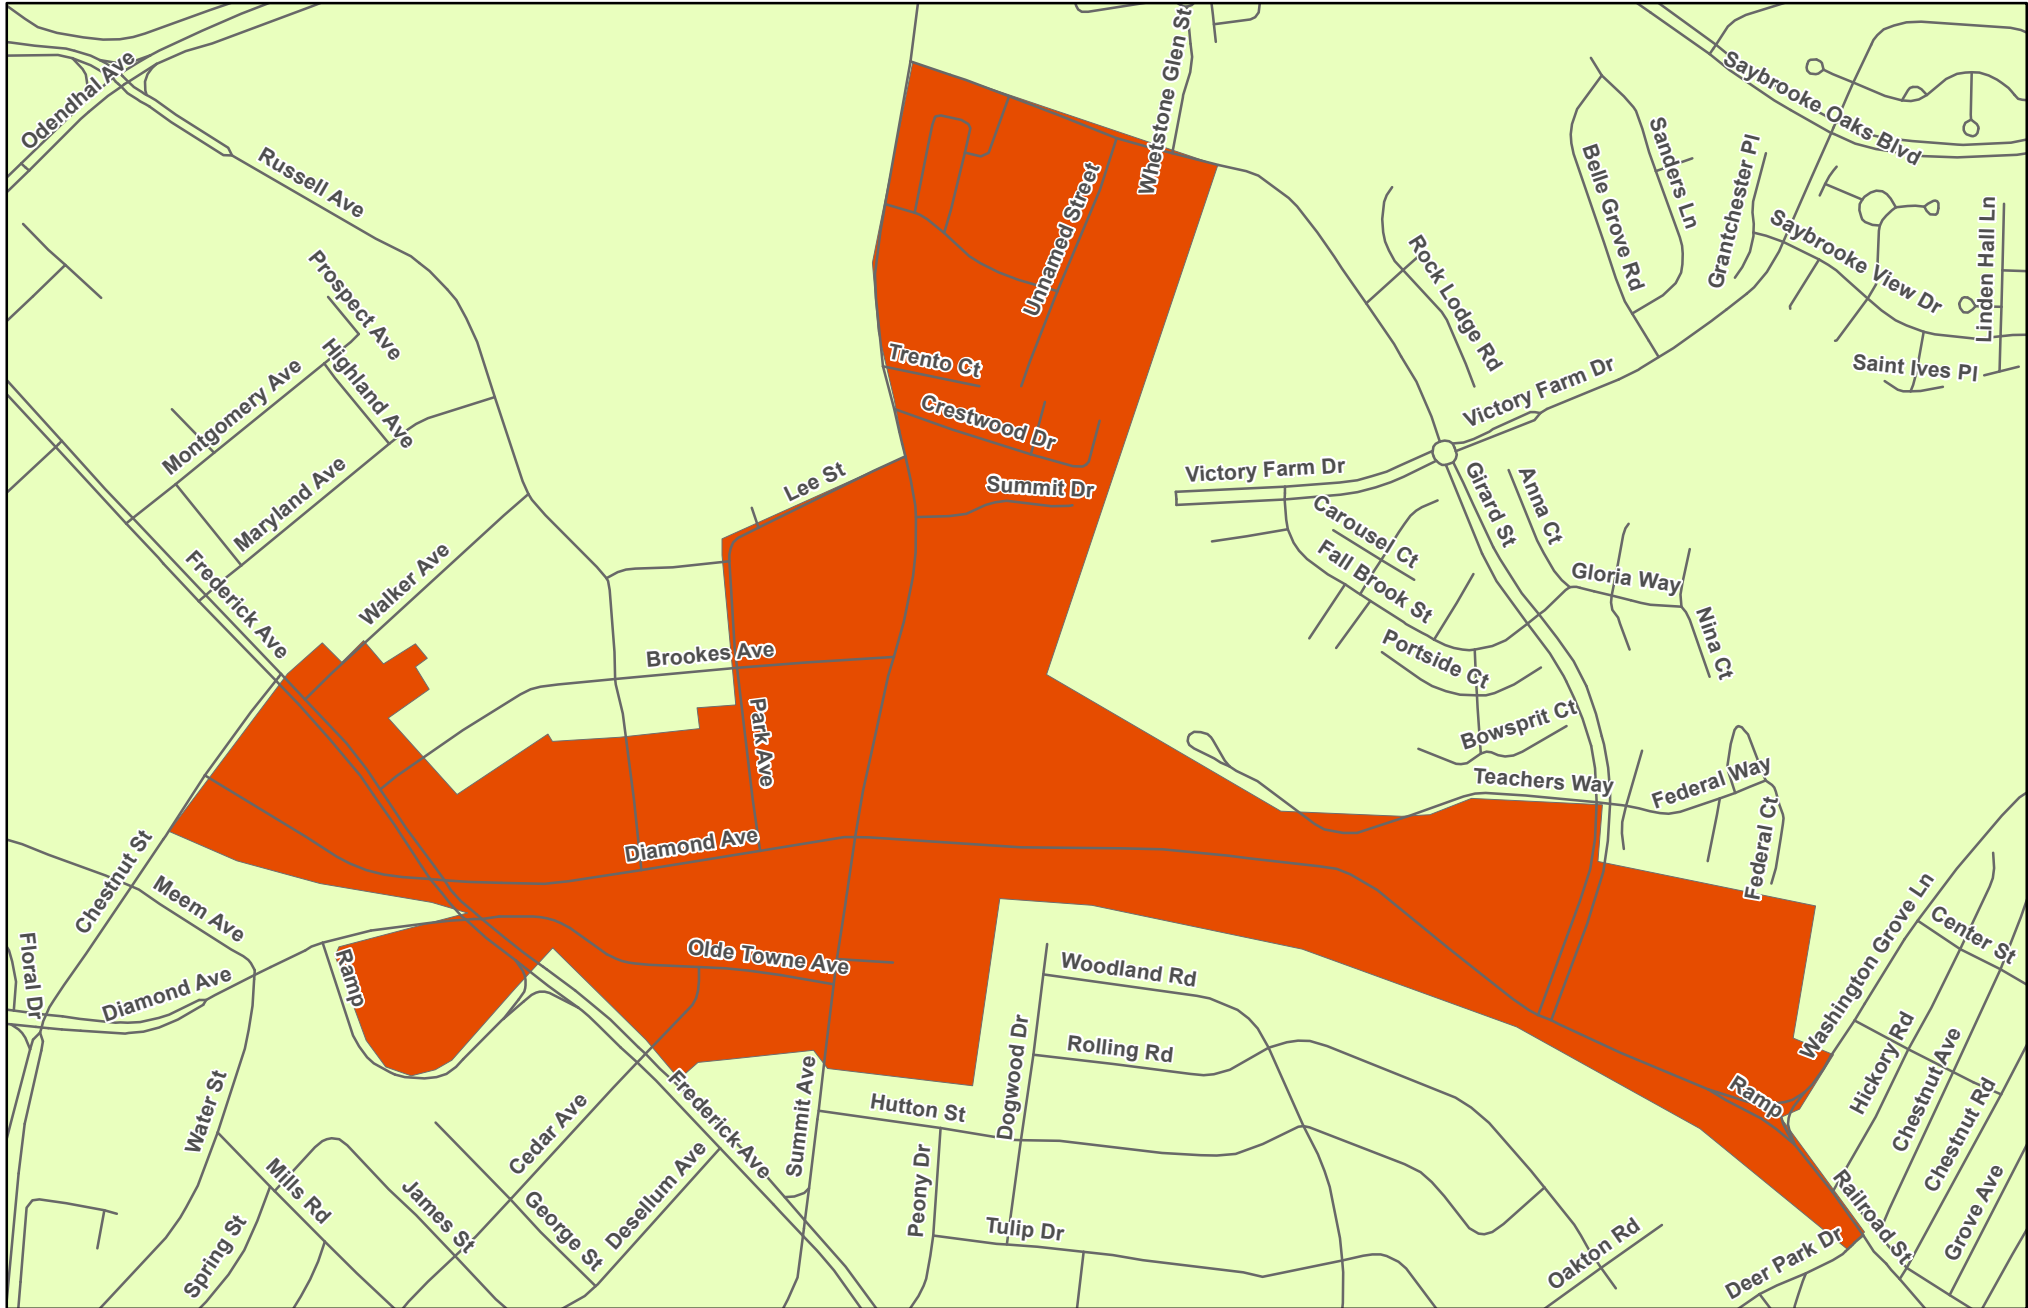 Odendhal Ave
Russell Ave
Whetstone Glen St
Unnamed Street
Saybrooke Oaks Blvd
Sanders Ln
Belle Grove Rd
Grantchester Pl
Saybrooke View Dr
Linden Hall Ln
Saint Ives Pl
Rock Lodge Rd
Prospect Ave
Highland Ave
Montgomery Ave
Maryland Ave
Trento Ct
Crestwood Dr
Summit Dr
Lee St
Victory Farm Dr
Victory Farm Dr
Girard St
Anna Ct
Carousel Ct
Fall Brook St
Gloria Way
Nina Ct
Portside Ct
Bowsprit Ct
Frederick Ave
Walker Ave
Brookes Ave
Park Ave
Teachers Way
Federal Way
Federal Ct
Diamond Ave
Chestnut St
Meem Ave
Floral Dr
Diamond Ave
Ramp
Olde Towne Ave
Woodland Rd
Rolling Rd
Dogwood Dr
Washington Grove Ln
Center St
Hickory Rd
Chestnut Ave
Chestnut Rd
Grove Ave
Ramp
Railroad St
Deer Park Dr
Water St
Cedar Ave
Frederick Ave
Summit Ave
Hutton St
Peony Dr
Tulip Dr
Oakton Rd
Mills Rd
Spring St
James St
George St
Desellum Ave